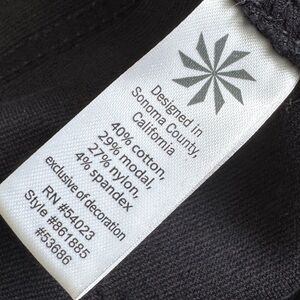 Designed in
Sonoma County,
California
40% cotton,
29% modal,
27% nylon,
4% spandex
exclusive of decoration
RN #54023
Style #861885
#53686